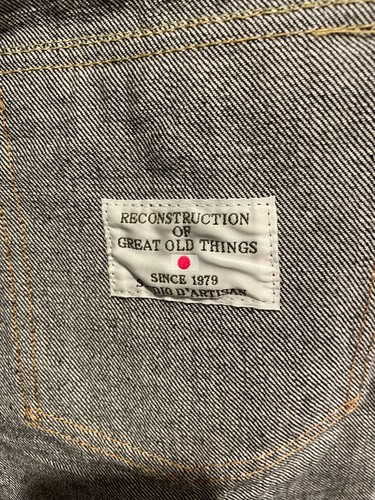 RECONSTRUCTION
OF
GREAT OLD THINGS
SINCE 1979
D'ARTISAN